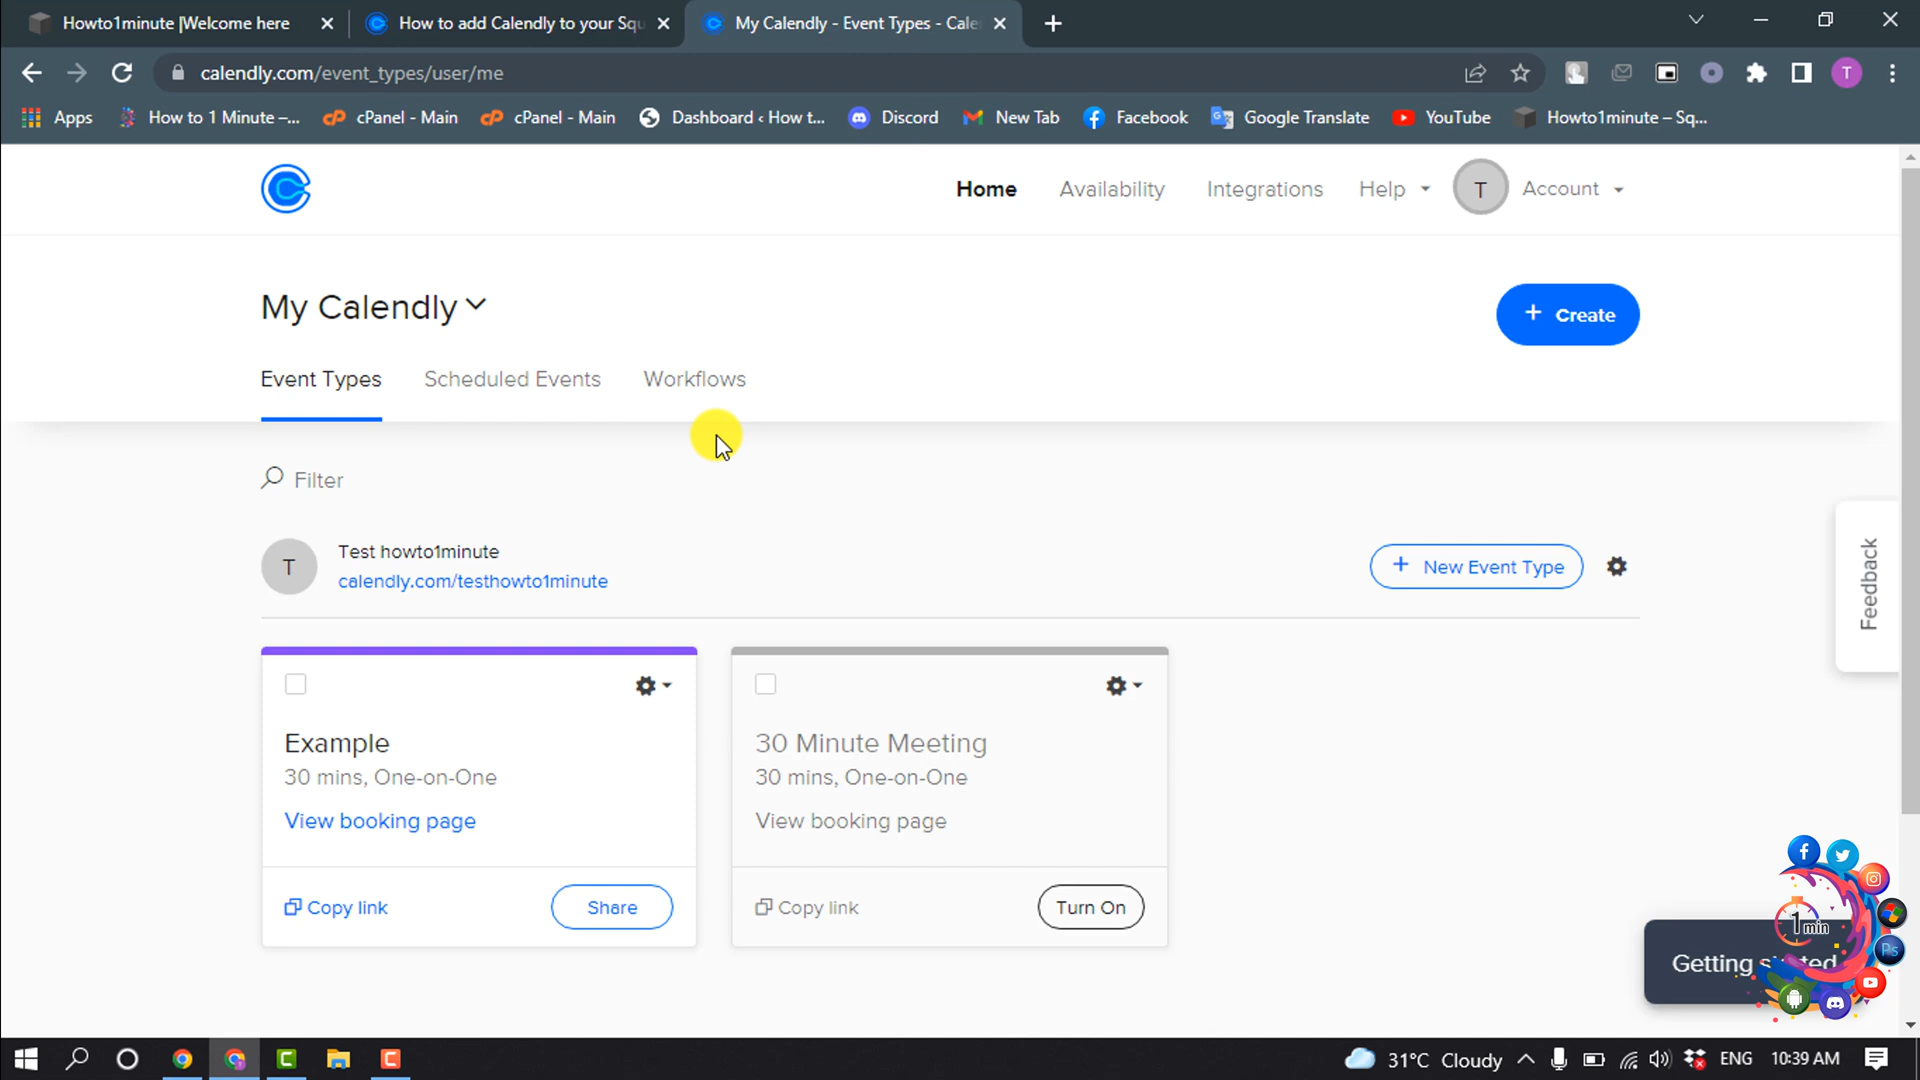 Howto1minute |Welcome here
How to add Calendly to your Squ
My Calendly - Event Types - Cale
calendly.com/event_types/user/me
T
Apps
How to 1 Minute –...
cPanel - Main
cPanel - Main
Dashboard ‹ How t...
Discord
New Tab
Facebook
Google Translate
YouTube
Howto1minute – Sq...
Home
Availability
Integrations
Help
T
Account
My Calendly
+ Create
Event Types
Scheduled Events
Workflows
Filter
T
Test howto1minute
calendly.com/testhowto1minute
+ New Event Type
Feedback
Example
30 mins, One-on-One
View booking page
Copy link
Share
30 Minute Meeting
30 mins, One-on-One
View booking page
Copy link
Turn On
1 min
Ps
Getting started
31°C Cloudy
ENG
10:39 AM